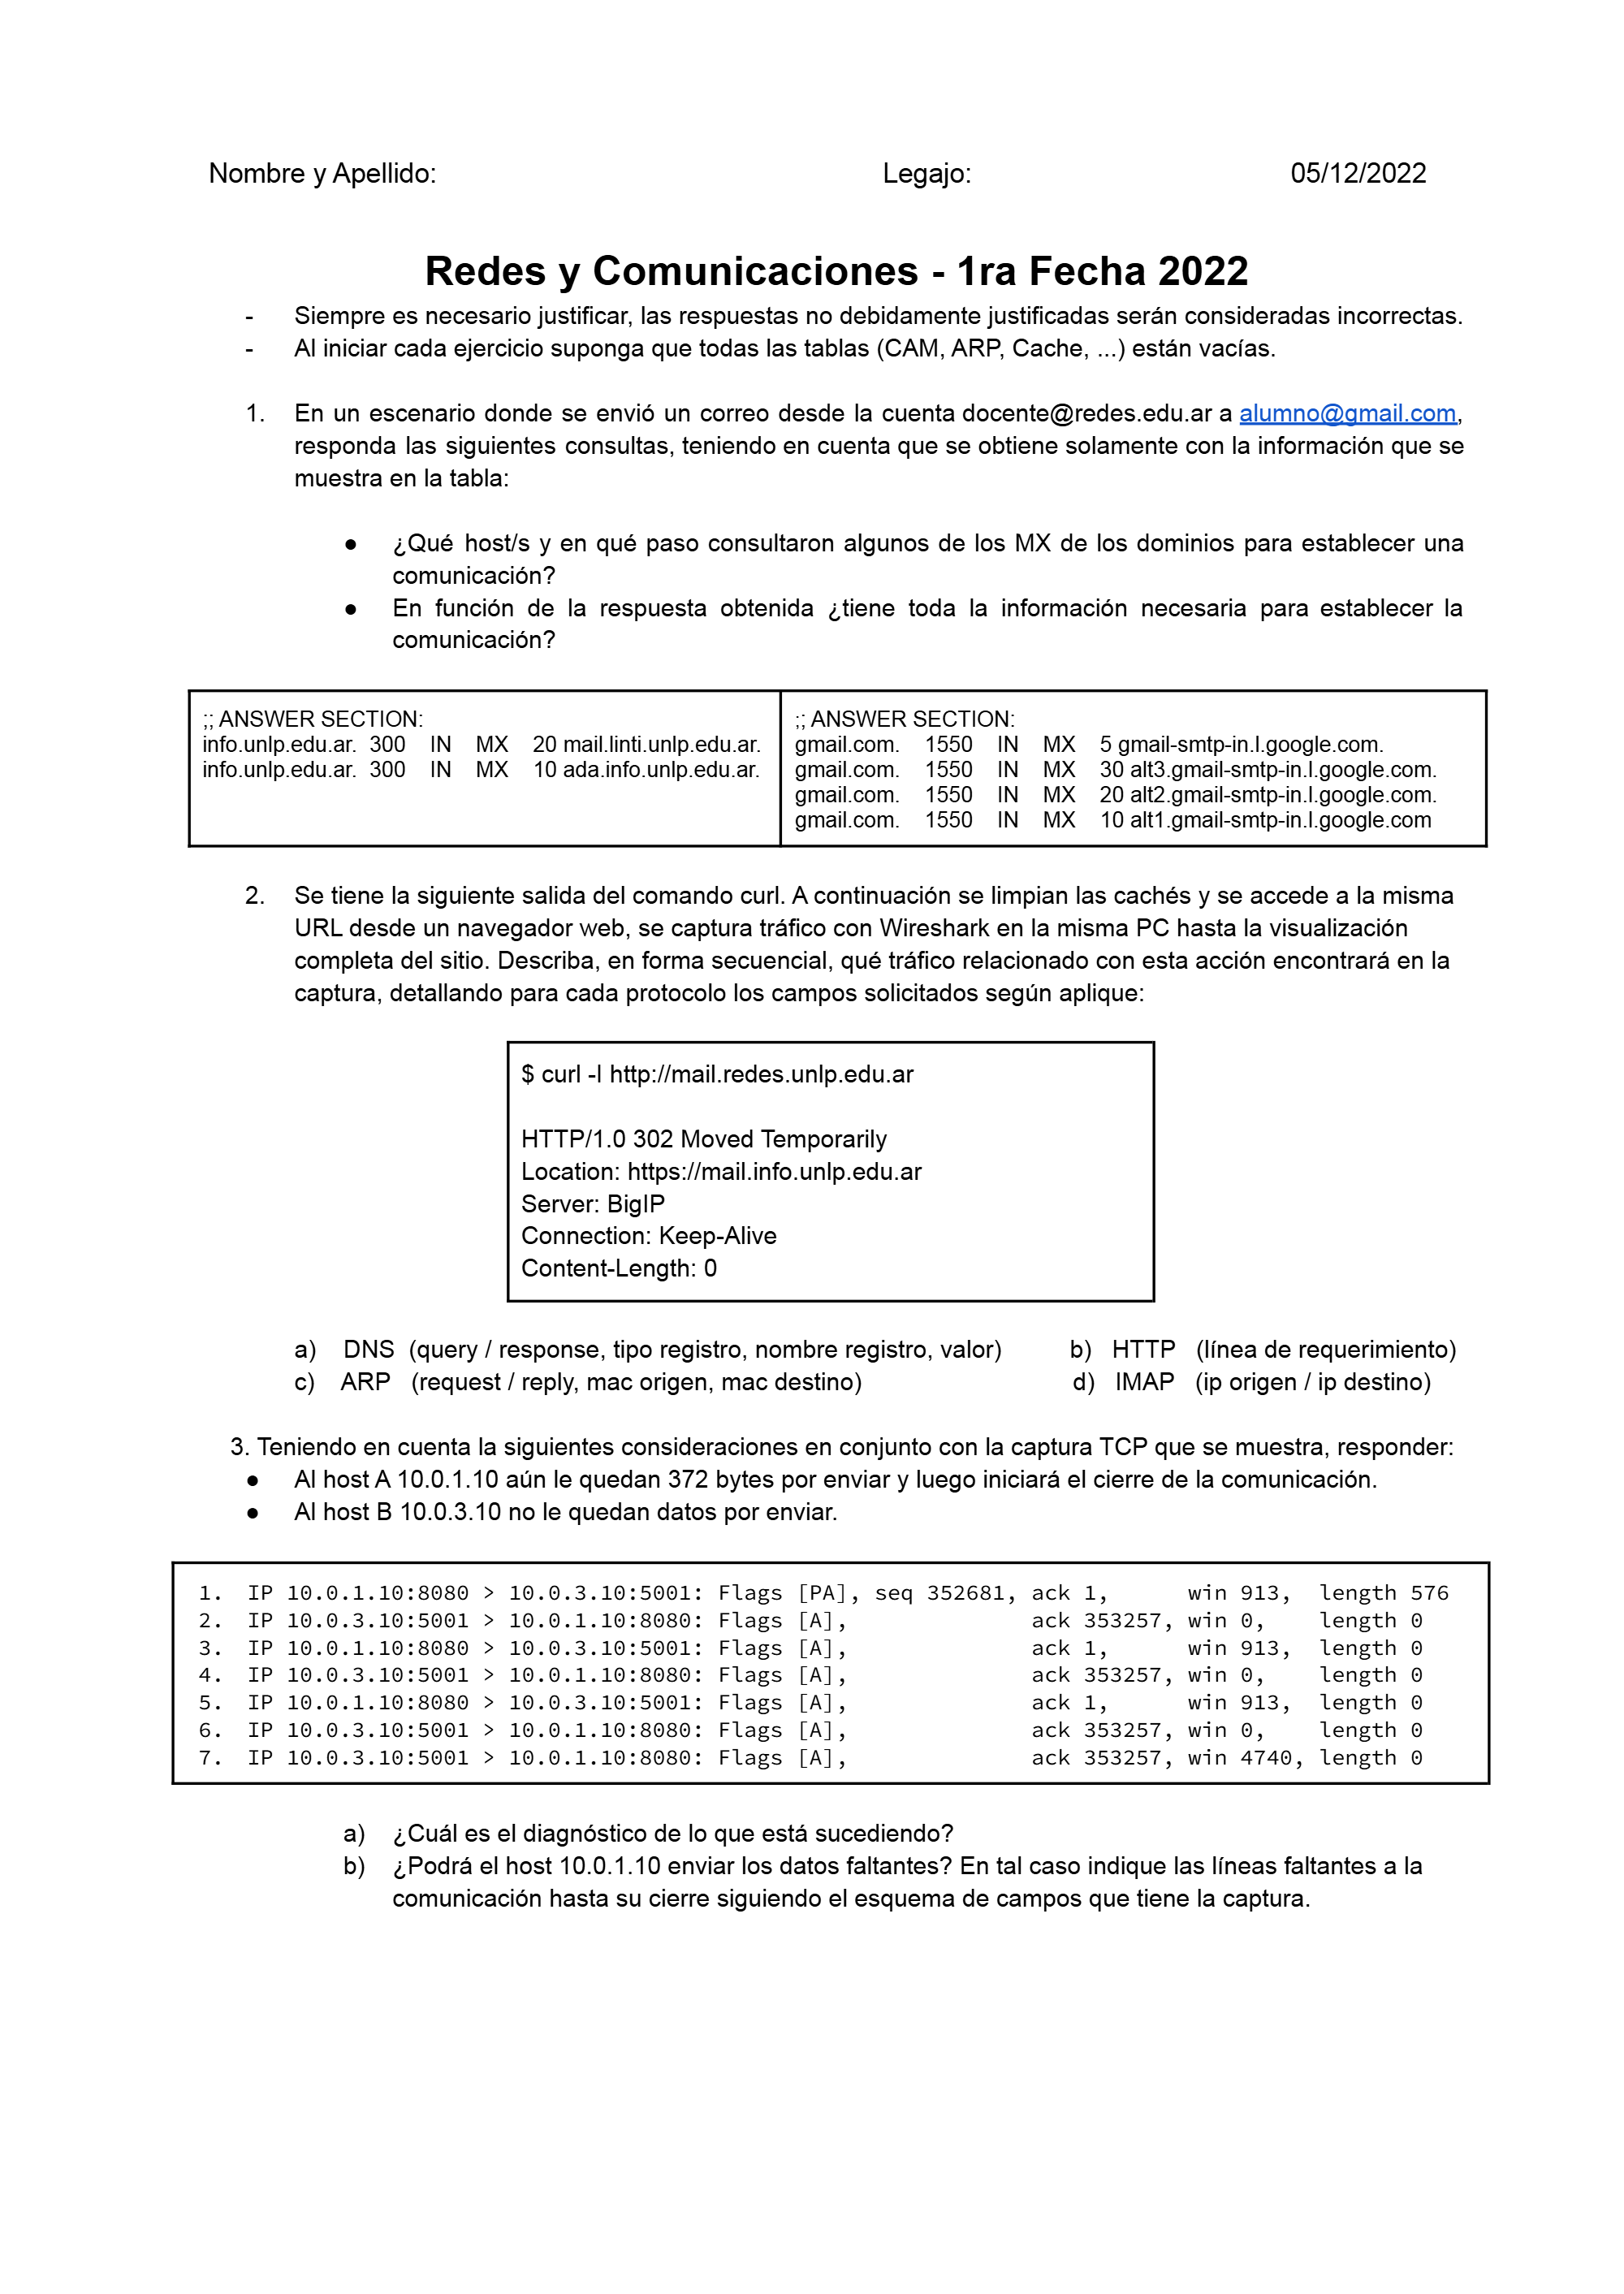 Nombre y Apellido: Legajo: 05/12/2022
Redes y Comunicaciones - 1ra Fecha 2022
- Siempre es necesario justificar, las respuestas no debidamente justificadas serán consideradas incorrectas.
- Al iniciar cada ejercicio suponga que todas las tablas (CAM, ARP, Cache, ...) están vacías.
1. En un escenario donde se envió un correo desde la cuenta docente@redes.edu.ar a alumno@gmail.com,
responda las siguientes consultas, teniendo en cuenta que se obtiene solamente con la información que se
muestra en la tabla:
● ¿Qué host/s y en qué paso consultaron algunos de los MX de los dominios para establecer una
comunicación?
● En función de la respuesta obtenida ¿tiene toda la información necesaria para establecer la
comunicación?
;; ANSWER SECTION:
info.unlp.edu.ar. 300 IN MX 20 mail.linti.unlp.edu.ar.
info.unlp.edu.ar. 300 IN MX 10 ada.info.unlp.edu.ar.
;; ANSWER SECTION:
gmail.com. 1550 IN MX 5 gmail-smtp-in.l.google.com.
gmail.com. 1550 IN MX 30 alt3.gmail-smtp-in.l.google.com.
gmail.com. 1550 IN MX 20 alt2.gmail-smtp-in.l.google.com.
gmail.com. 1550 IN MX 10 alt1.gmail-smtp-in.l.google.com
2. Se tiene la siguiente salida del comando curl. A continuación se limpian las cachés y se accede a la misma
URL desde un navegador web, se captura tráfico con Wireshark en la misma PC hasta la visualización
completa del sitio. Describa, en forma secuencial, qué tráfico relacionado con esta acción encontrará en la
captura, detallando para cada protocolo los campos solicitados según aplique:
$ curl -I http://mail.redes.unlp.edu.ar
HTTP/1.0 302 Moved Temporarily
Location: https://mail.info.unlp.edu.ar
Server: BigIP
Connection: Keep-Alive
Content-Length: 0
a) DNS (query / response, tipo registro, nombre registro, valor) b) HTTP (línea de requerimiento)
c) ARP (request / reply, mac origen, mac destino) d) IMAP (ip origen / ip destino)
3. Teniendo en cuenta la siguientes consideraciones en conjunto con la captura TCP que se muestra, responder:
● Al host A 10.0.1.10 aún le quedan 372 bytes por enviar y luego iniciará el cierre de la comunicación.
● Al host B 10.0.3.10 no le quedan datos por enviar.
1. IP 10.0.1.10:8080 > 10.0.3.10:5001: Flags [PA], seq 352681, ack 1, win 913, length 576
2. IP 10.0.3.10:5001 > 10.0.1.10:8080: Flags [A], ack 353257, win 0, length 0
3. IP 10.0.1.10:8080 > 10.0.3.10:5001: Flags [A], ack 1, win 913, length 0
4. IP 10.0.3.10:5001 > 10.0.1.10:8080: Flags [A], ack 353257, win 0, length 0
5. IP 10.0.1.10:8080 > 10.0.3.10:5001: Flags [A], ack 1, win 913, length 0
6. IP 10.0.3.10:5001 > 10.0.1.10:8080: Flags [A], ack 353257, win 0, length 0
7. IP 10.0.3.10:5001 > 10.0.1.10:8080: Flags [A], ack 353257, win 4740, length 0
a) ¿Cuál es el diagnóstico de lo que está sucediendo?
b) ¿Podrá el host 10.0.1.10 enviar los datos faltantes? En tal caso indique las líneas faltantes a la
comunicación hasta su cierre siguiendo el esquema de campos que tiene la captura.